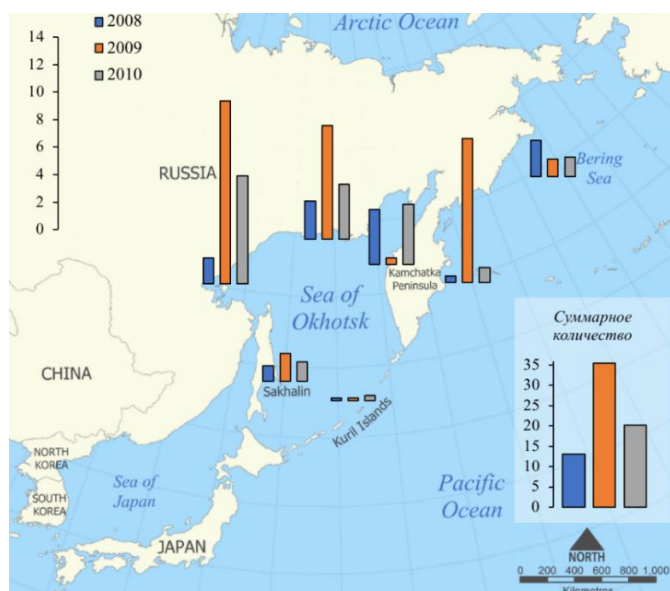 Arctic Ocean
14
12
10
8
6
4
2
0
2008
2009
2010
RUSSIA
Bering
Sea
Kamchatka
Peninsula
Sea of
Okhotsk
CHINA
Sakhalin
Kuril Islands
NORTH
KOREA
SOUTH
KOREA
Sea of
Japan
JAPAN
Pacific
Ocean
Суммарное
количество
35
30
25
20
15
10
5
0
NORTH
0 200 400 600 800 1,000
Kilometres